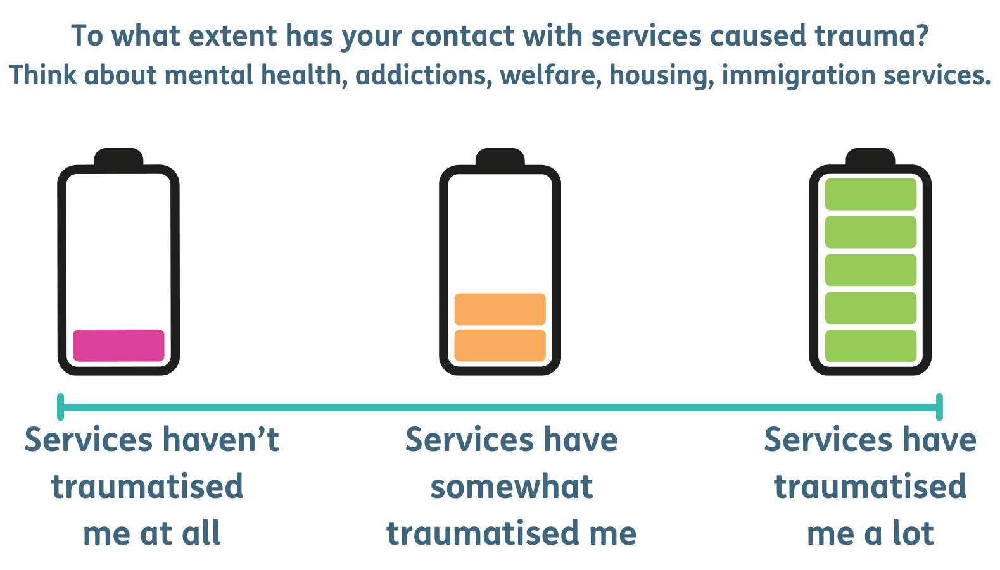 To what extent has your contact with services caused trauma?
Think about mental health, addictions, welfare, housing, immigration services.
Services haven’t
traumatised
me at all
Services have
somewhat
traumatised me
Services have
traumatised
me a lot